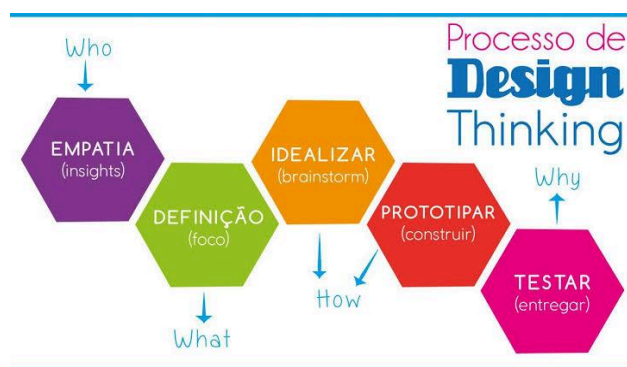 Processo de
Design
Thinking
Who
EMPATIA
(insights)
DEFINIÇÃO
(foco)
What
IDEALIZAR
(brainstorm)
How
PROTOTIPAR
(construir)
Why
TESTAR
(entregar)